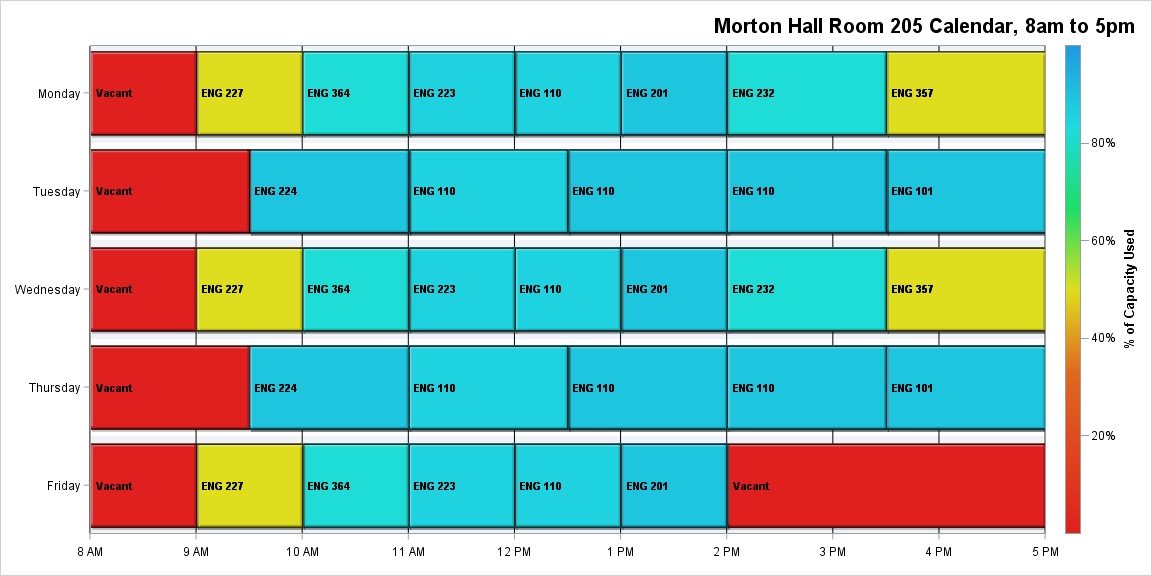 Morton Hall Room 205 Calendar, 8am to 5pm
Monday
Vacant
ENG 227
ENG 364
ENG 223
ENG 110
ENG 201
ENG 232
ENG 357
Tuesday
Vacant
ENG 224
ENG 110
ENG 110
ENG 110
ENG 101
Wednesday
Vacant
ENG 227
ENG 364
ENG 223
ENG 110
ENG 201
ENG 232
ENG 357
Thursday
Vacant
ENG 224
ENG 110
ENG 110
ENG 110
ENG 101
Friday
Vacant
ENG 227
ENG 364
ENG 223
ENG 110
ENG 201
Vacant
8 AM
9 AM
10 AM
11 AM
12 PM
1 PM
2 PM
3 PM
4 PM
5 PM
80%
60%
40%
20%
% of Capacity Used